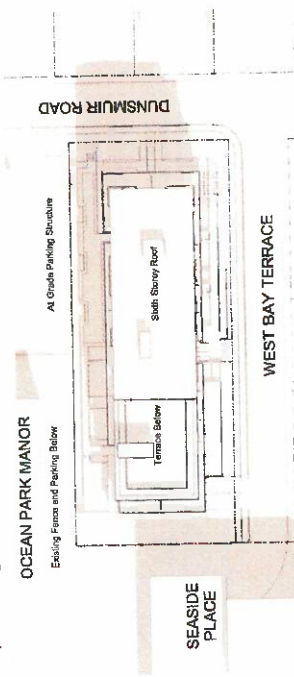 OCEAN PARK MANOR
Existing Fence and Parking Below
At Grade Parking Structure
DUNSMUIR ROAD
Sixth Storey Roof
Terrace Below
SEASIDE
PLACE
WEST BAY TERRACE